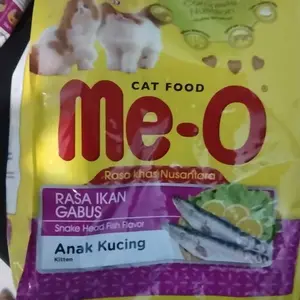 CAT FOOD
Me-O®
Rasa khas Nusantara
RASA IKAN
GABUS
Snake Head Fish Flavor
Anak Kucing
Kitten